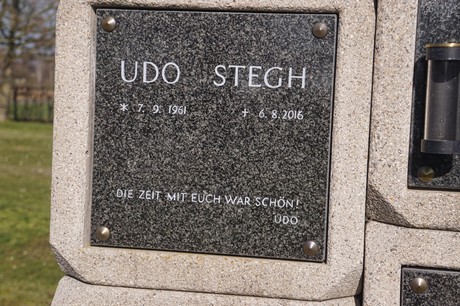 UDO STEGH
* 7. 9. 1961 + 6. 8. 2016
DIE ZEIT MIT EUCH WAR SCHÖN!
UDO